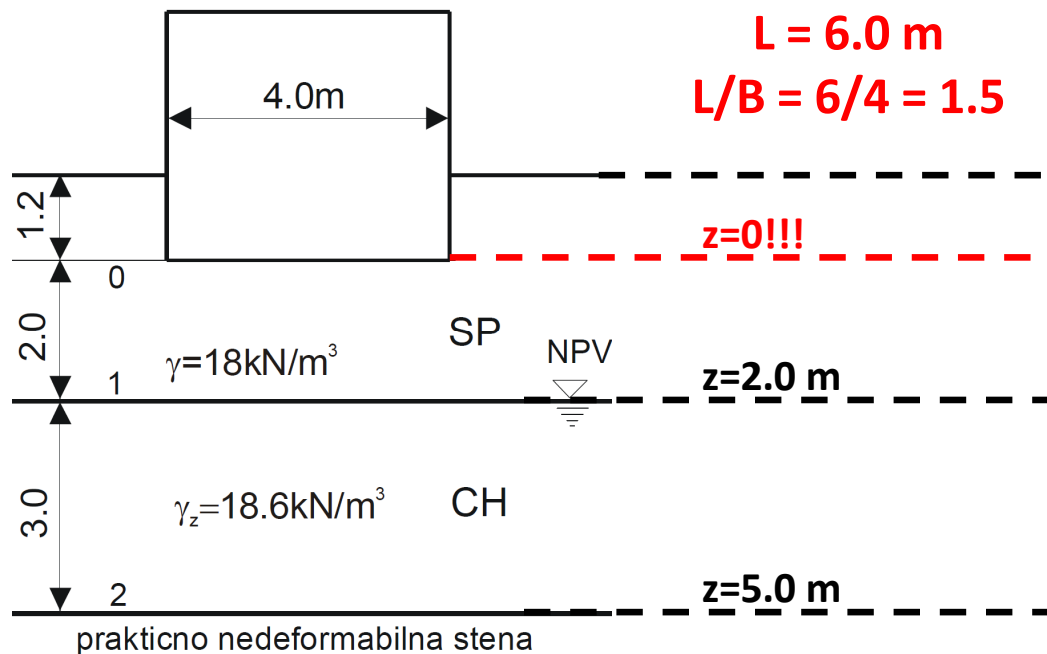 L = 6.0 m
L/B = 6/4 = 1.5
4.0m
1.2
z=0!!!
0
2.0
SP
γ=18kN/m³
NPV
1
z=2.0 m
3.0
γz=18.6kN/m³
CH
2
z=5.0 m
prakticno nedeformabilna stena